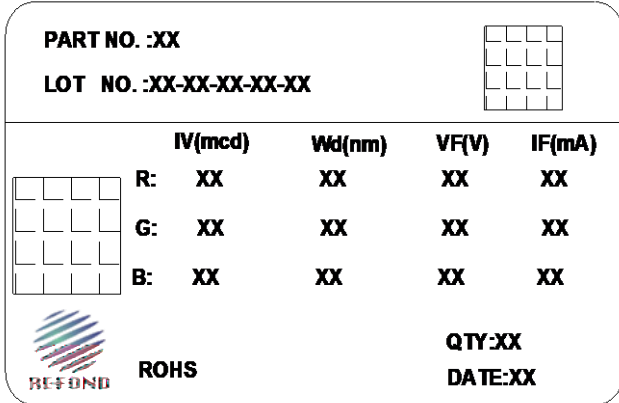 PART NO. :XX
LOT NO. :XX-XX-XX-XX-XX
IV(mcd) Wd(nm) VF(V) IF(mA)
R: XX XX XX XX
G: XX XX XX XX
B: XX XX XX XX
QTY:XX
REFOND ROHS
DATE:XX